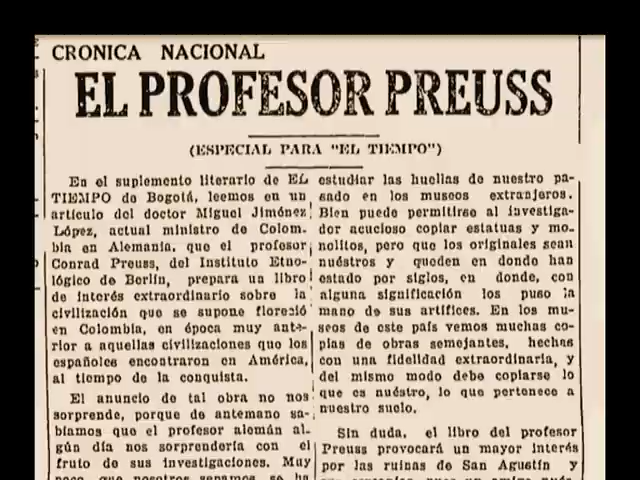 CRONICA NACIONAL
EL PROFESOR PREUSS
(ESPECIAL PARA "EL TIEMPO")
En el suplemento literario de EL
TIEMPO de Bogotá, leemos en un
artículo del doctor Miguel Jiménez
López, actual ministro de Colom-
bia en Alemania, que el profesor
Conrad Preuss, del Instituto Etno-
lógico de Berlín, prepara un libro
de interés extraordinario sobre la
civilización que se supone floreció
en Colombia, en época muy ante-
rior a aquellas civilizaciones que los
españoles encontraron en América,
al tiempo de la conquista.
El anuncio de tal obra no nos
sorprende, porque de antemano sa-
bíamos que el profesor alemán al-
gún día nos sorprendería con el
fruto de sus investigaciones. Muy
poco, que nosotros sepamos, se ha
estudiar las huellas de nuestro pa-
sado en los museos extranjeros.
Bien puede permitirse al investiga-
dor acucioso copiar estatuas y mo-
nolitos, pero que los originales sean
nuéstros y queden en donde han
estado por siglos, en donde, con
alguna significación los puso la
mano de sus artífices. En los mu-
seos de este país vemos muchas co-
pias de obras semejantes, hechas
con una fidelidad extraordinaria, y
del mismo modo debe copiarse lo
que es nuéstro, lo que pertenece a
nuestro suelo.
Sin duda, el libro del profesor
Preuss provocará un mayor interés
por las ruinas de San Agustín y